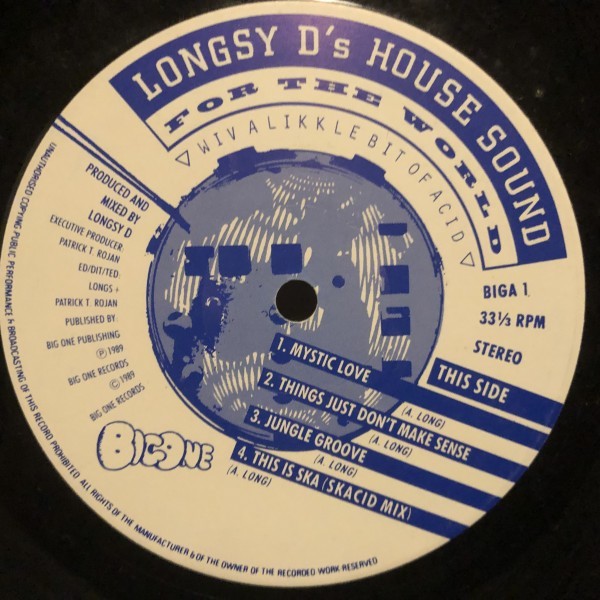 LONGSY D's HOUSE SOUND
FOR THE WORLD
WIV A LIKKLE BIT OF ACID
PRODUCED AND
MIXED BY
LONGSY D
EXECUTIVE PRODUCER:
PATRICK T. ROJAN
ED/DIT/TED:
LONGS +
PATRICK T. ROJAN
PUBLISHED BY:
BIG ONE PUBLISHING
℗ 1989
BIG ONE RECORDS
© 1989
BIG ONE RECORDS
BIG ONE
BIGA 1
33⅓ RPM
STEREO
THIS SIDE
1. MYSTIC LOVE
(A. LONG)
2. THINGS JUST DON'T MAKE SENSE
(A. LONG)
3. JUNGLE GROOVE
(A. LONG)
4. THIS IS SKA (SKACID MIX)
(A. LONG)
UNAUTHORISED COPYING PUBLIC PERFORMANCE & BROADCASTING OF THIS RECORD PROHIBITED ALL RIGHTS OF THE MANUFACTURER & OF THE OWNER OF THE RECORDED WORK RESERVED